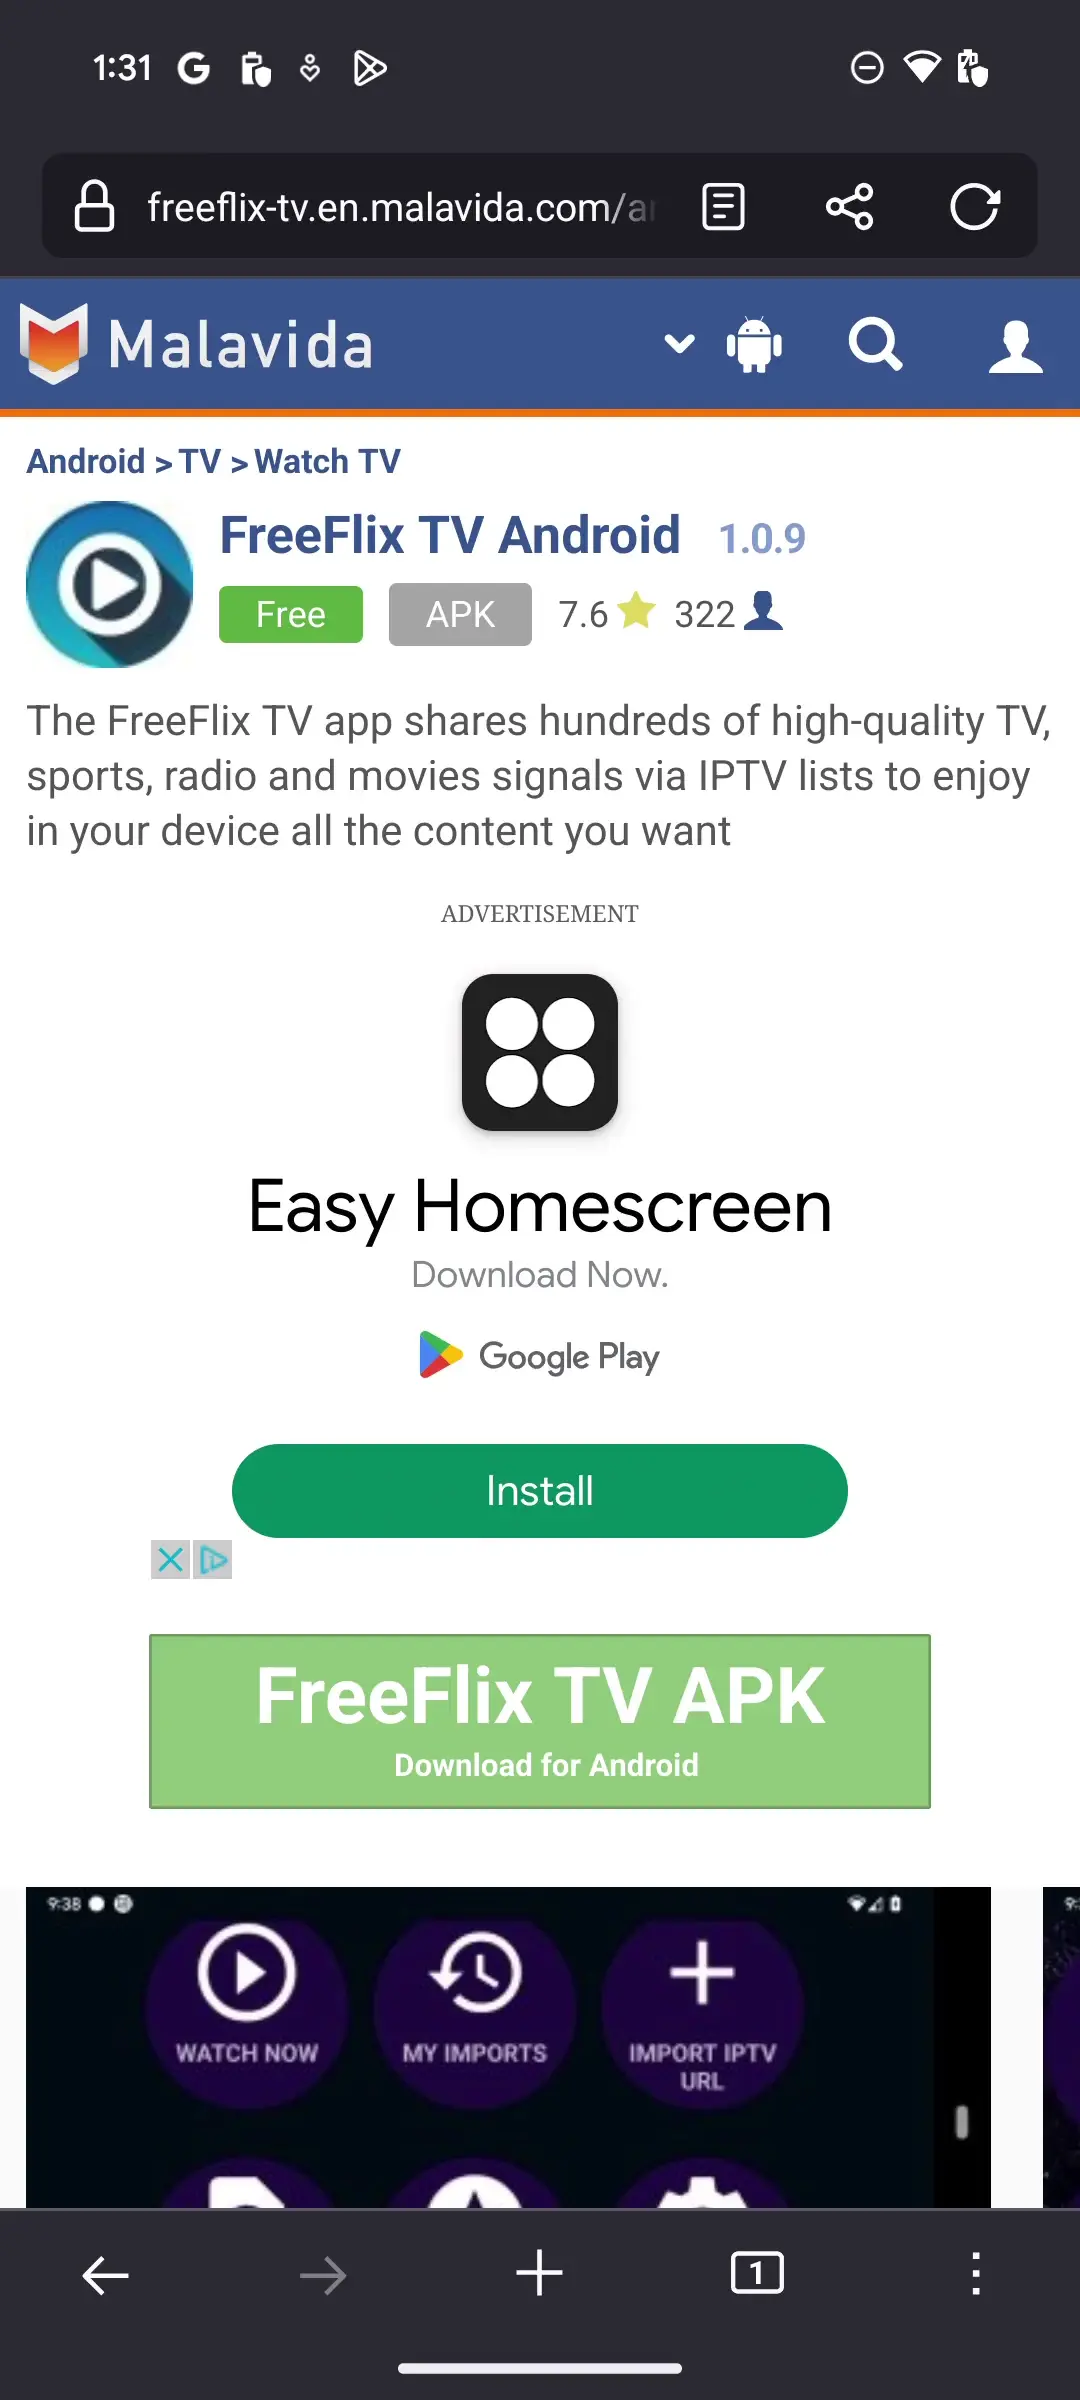 1:31
freeflix-tv.en.malavida.com/a
Malavida
Android > TV > Watch TV
FreeFlix TV Android 1.0.9
Free APK 7.6 322
The FreeFlix TV app shares hundreds of high-quality TV,
sports, radio and movies signals via IPTV lists to enjoy
in your device all the content you want
ADVERTISEMENT
Easy Homescreen
Download Now.
Google Play
Install
FreeFlix TV APK
Download for Android
9:38
WATCH NOW MY IMPORTS IMPORT IPTV
URL
1